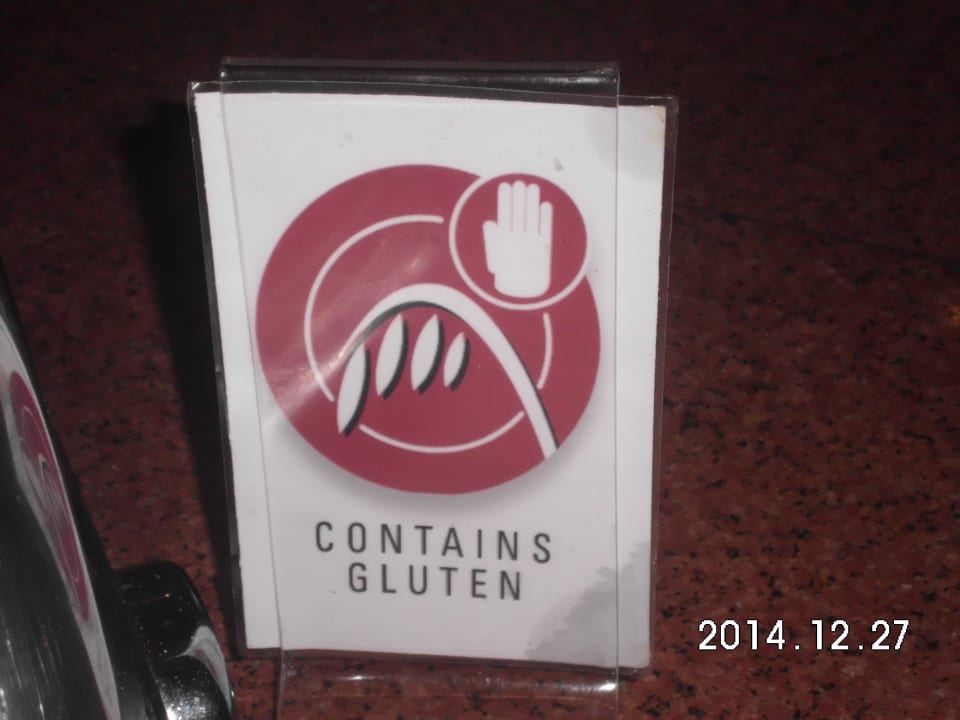 CONTAINS
GLUTEN
2014.12.27